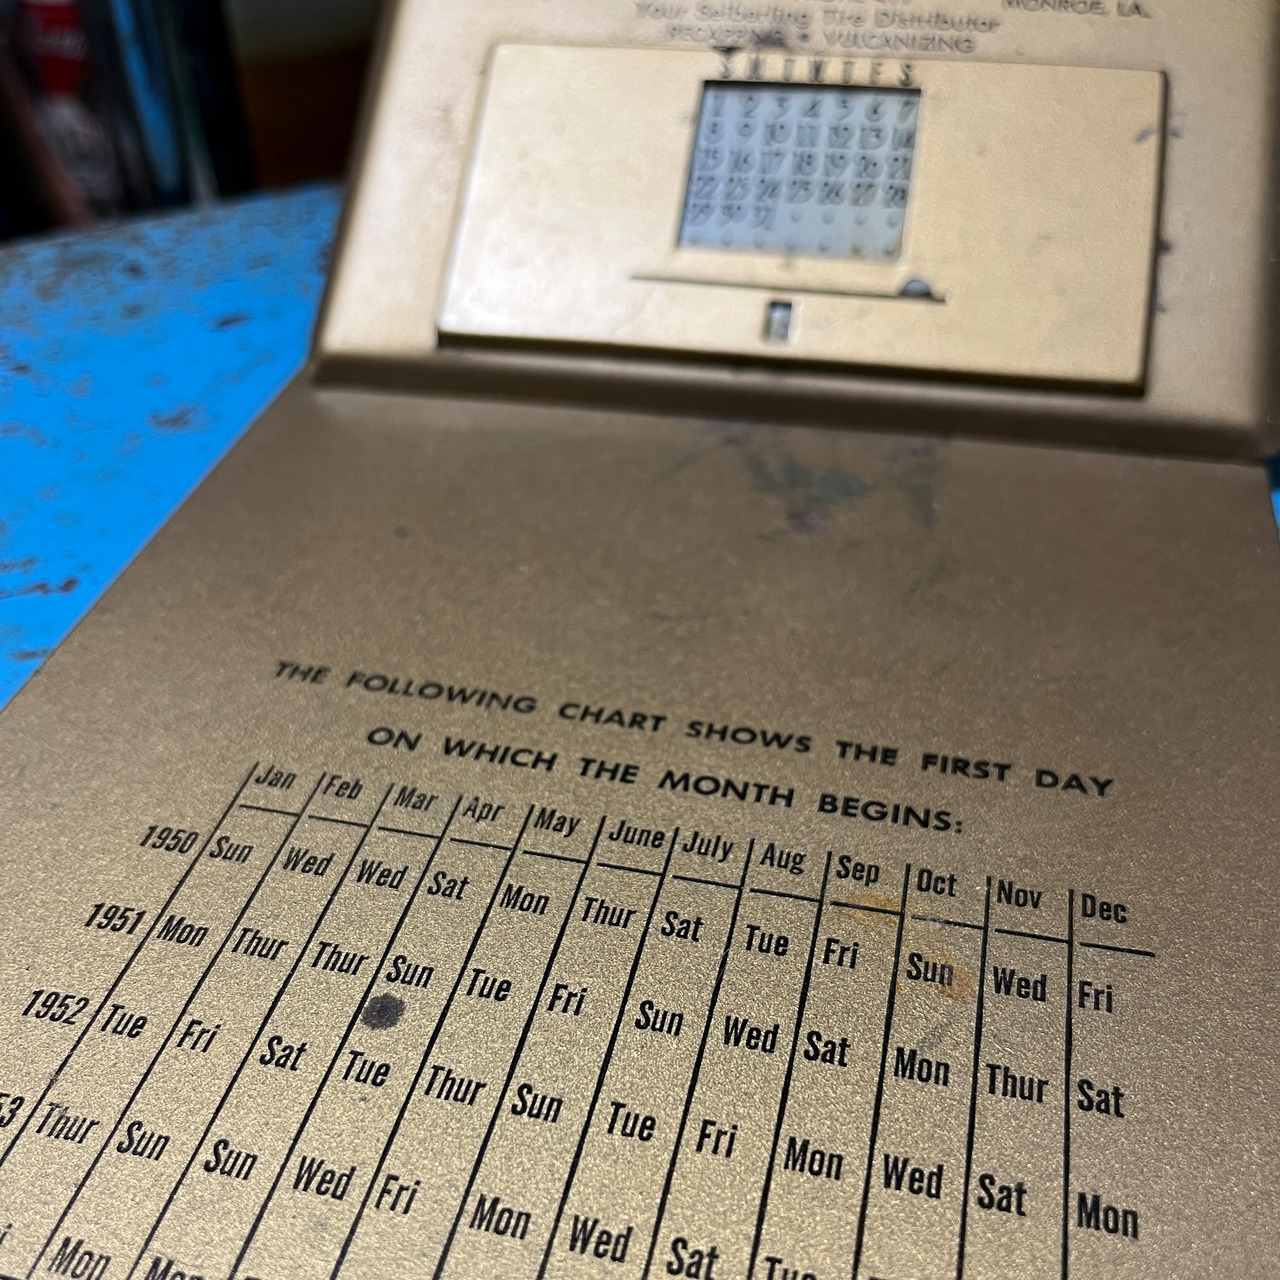 MONROE, LA.
Your Seiberling Tire Distributor
RECAPPING • VULCANIZING
S M T W T F S
1 2 3 4 5 6 7
8 9 10 11 12 13 14
15 16 17 18 19 20 21
22 23 24 25 26 27 28
29 30 31
THE FOLLOWING CHART SHOWS THE FIRST DAY
ON WHICH THE MONTH BEGINS:
Jan Feb Mar Apr May June July Aug Sep Oct Nov Dec
1950 Sun Wed Wed Sat Mon Thur Sat Tue Fri Sun Wed Fri
1951 Mon Thur Thur Sun Tue Fri Sun Wed Sat Mon Thur Sat
1952 Tue Fri Sat Tue Thur Sun Tue Fri Mon Wed Sat Mon
53 Thur Sun Sun Wed Fri Mon Wed Sat Tue
Mon Mon